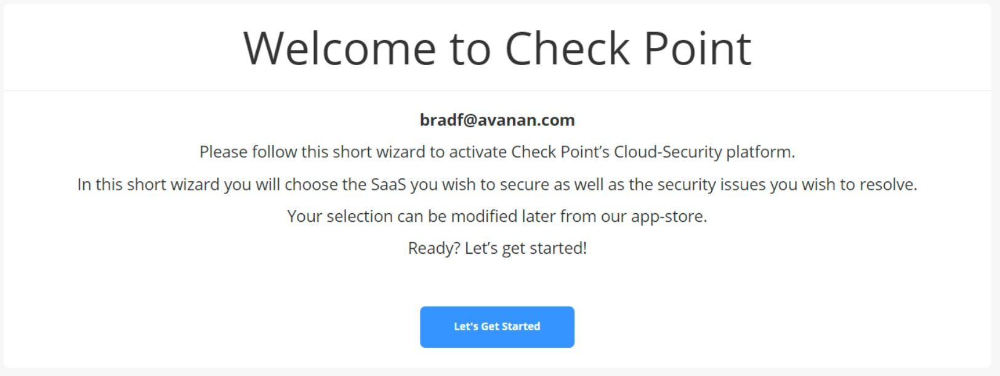 Welcome to Check Point
bradf@avanan.com
Please follow this short wizard to activate Check Point’s Cloud-Security platform.
In this short wizard you will choose the SaaS you wish to secure as well as the security issues you wish to resolve.
Your selection can be modified later from our app-store.
Ready? Let’s get started!
Let's Get Started